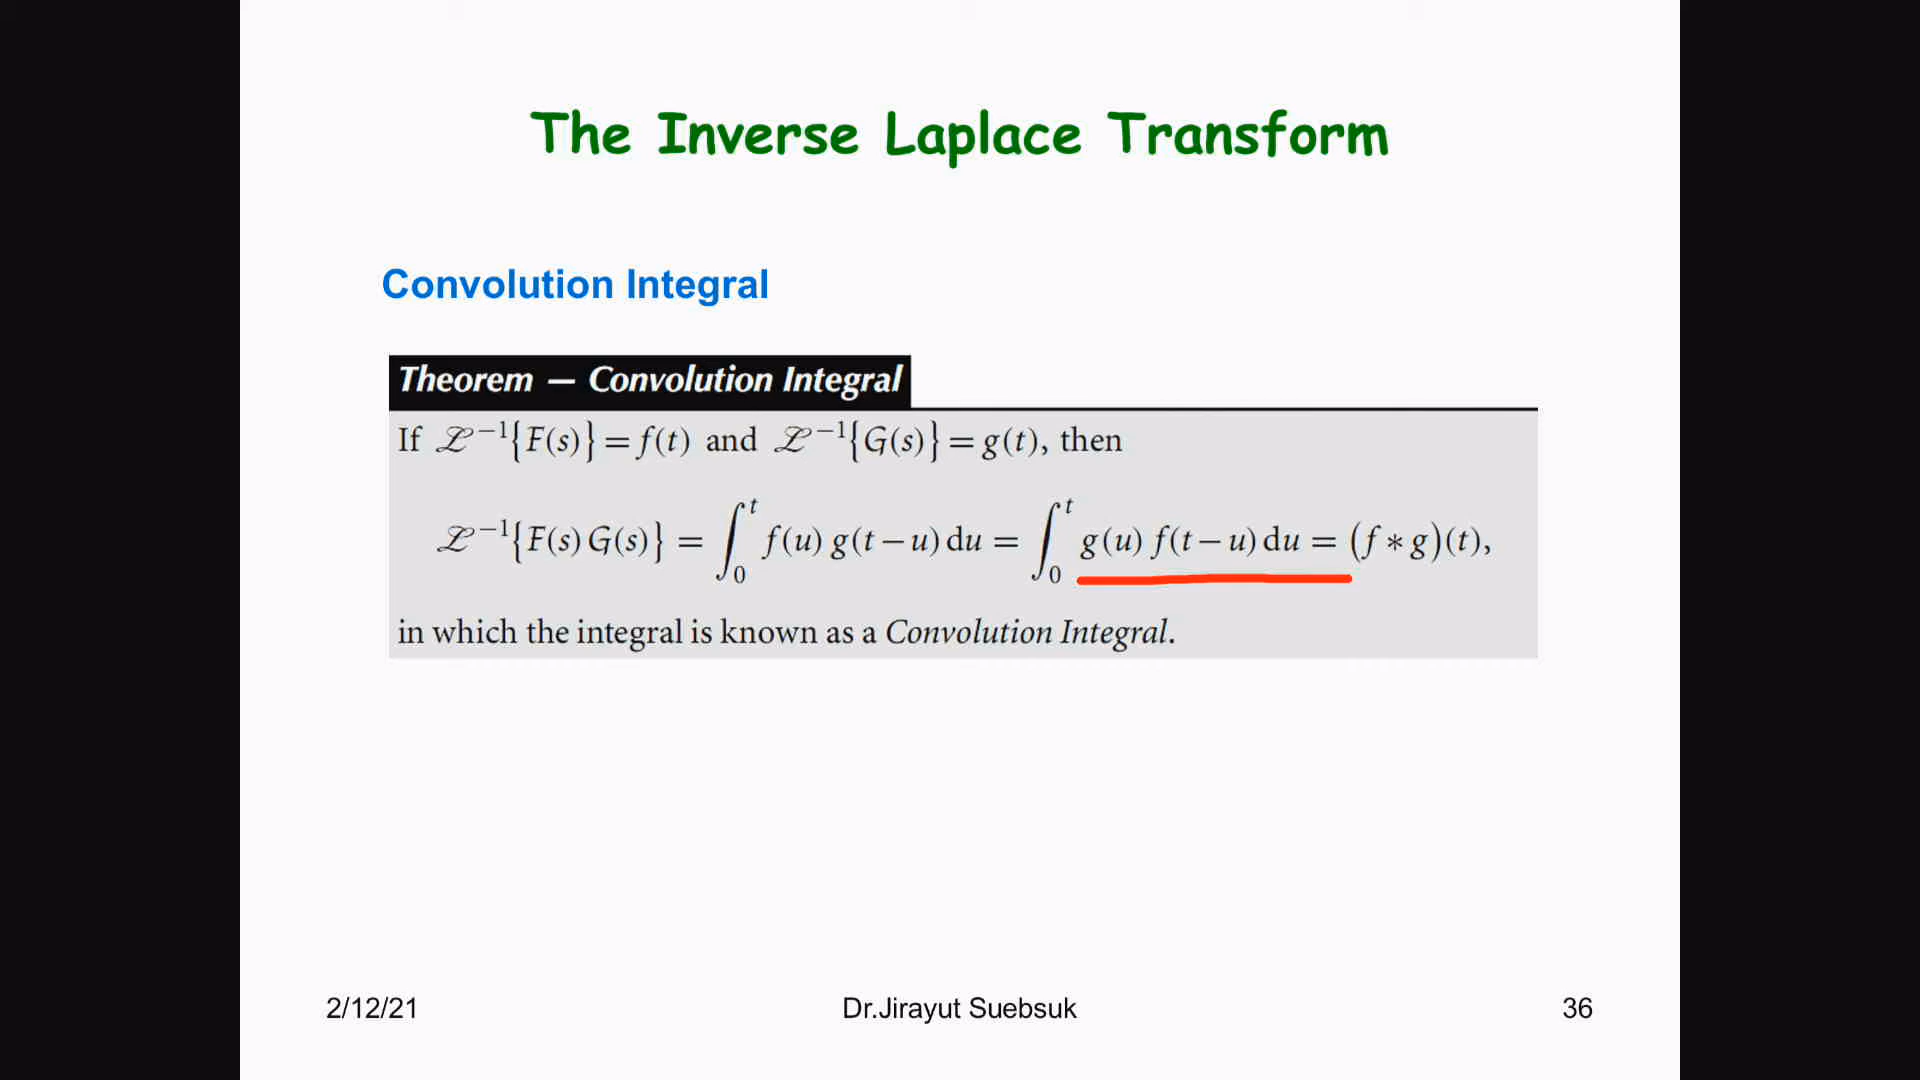 The Inverse Laplace Transform
Convolution Integral
Theorem — Convolution Integral
If ℒ⁻¹{F(s)} = f(t) and ℒ⁻¹{G(s)} = g(t), then
ℒ⁻¹{F(s) G(s)} = ∫₀ᵗ f(u) g(t − u) du = ∫₀ᵗ g(u) f(t − u) du = (f ∗ g)(t),
in which the integral is known as a Convolution Integral.
2/12/21 Dr.Jirayut Suebsuk 36